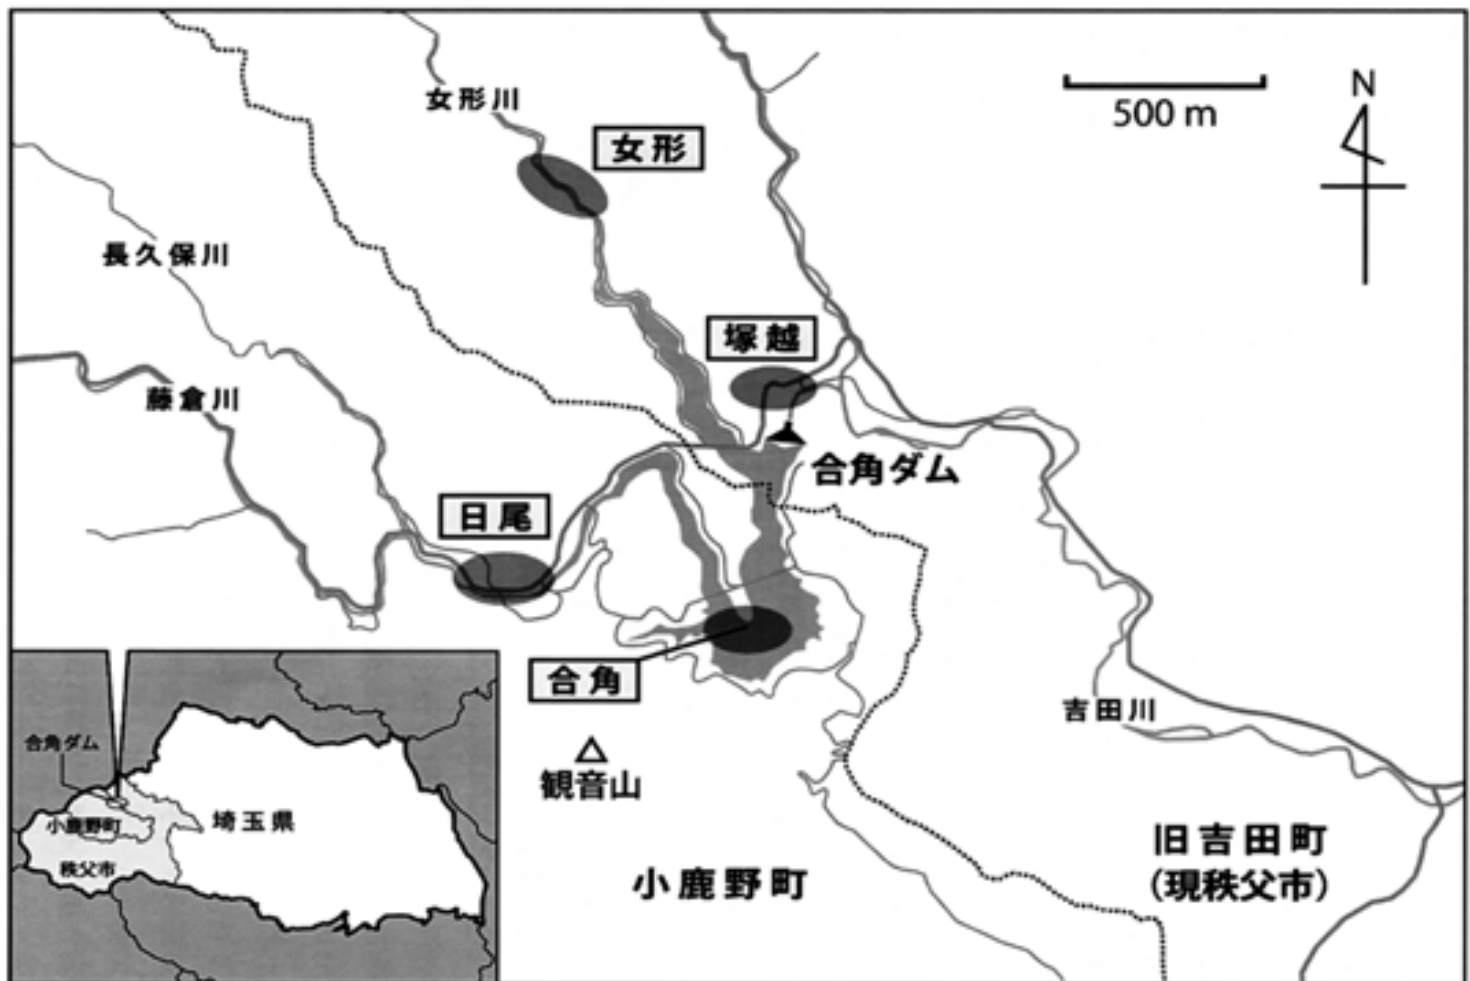 女形川
女形
500 m
N
長久保川
塚越
藤倉川
合角ダム
日尾
合角
吉田川
観音山
小鹿野町
旧吉田町
(現秩父市)
合角ダム
小鹿野町
埼玉県
秩父市